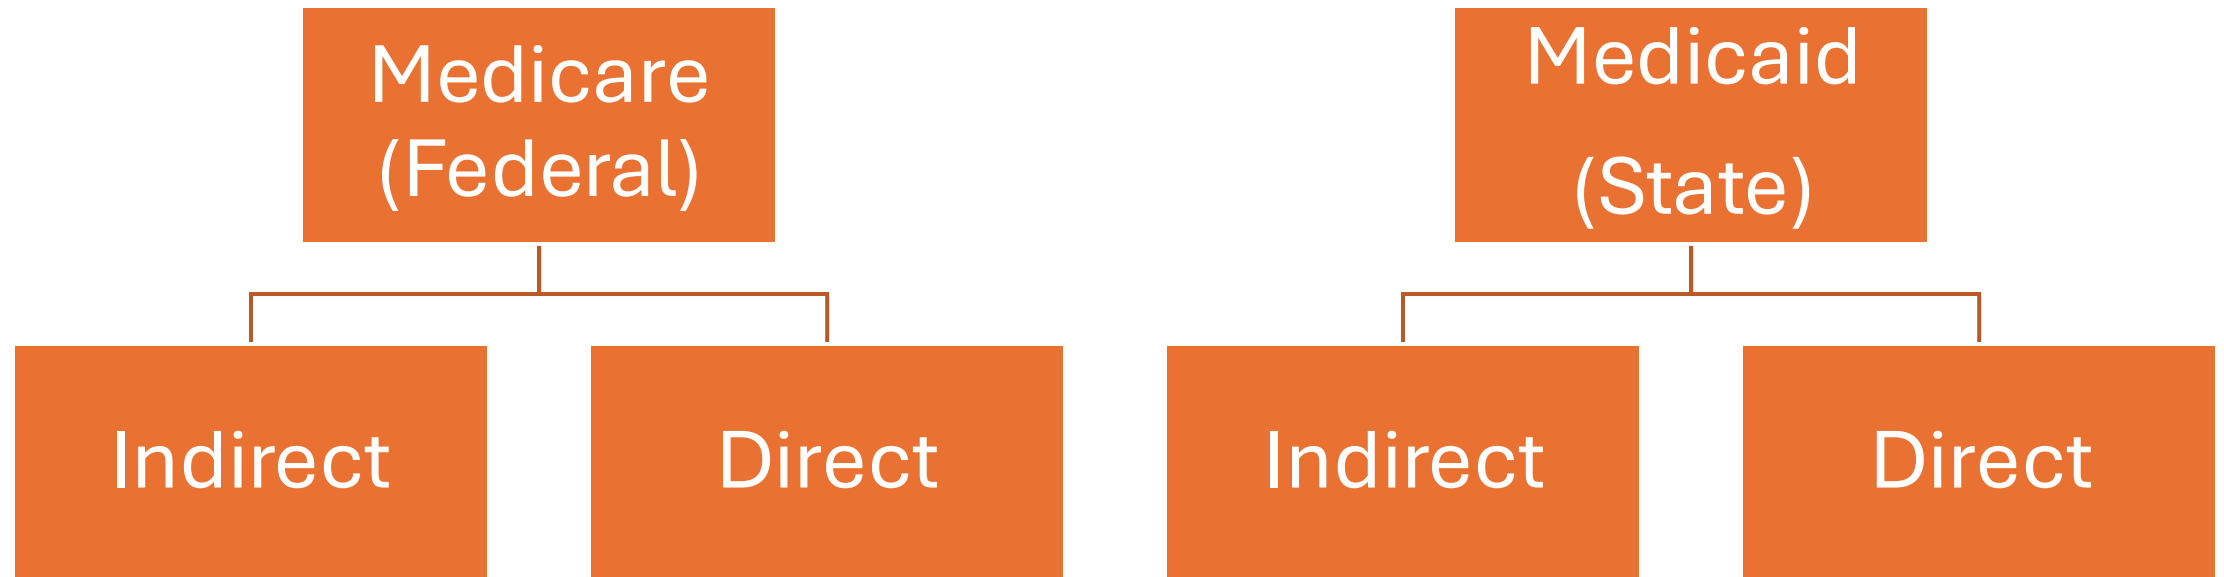 Medicare
(Federal)
Medicaid
(State)
Indirect
Direct
Indirect
Direct